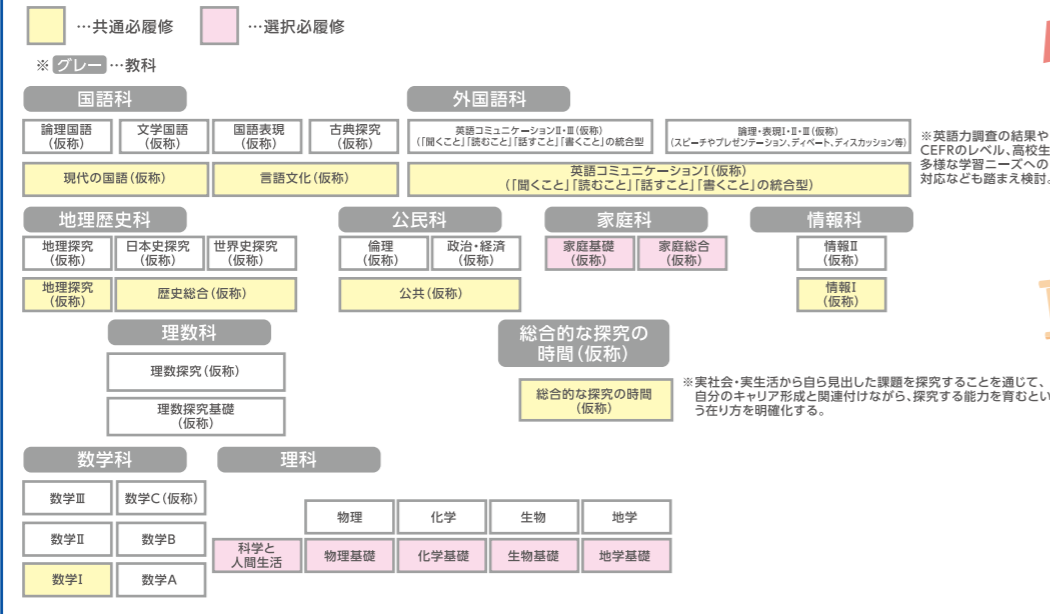 …共通必履修
…選択必履修
※グレー…教科
国語科
論理国語
(仮称)
文学国語
(仮称)
国語表現
(仮称)
古典探究
(仮称)
現代の国語(仮称)
言語文化(仮称)
外国語科
英語コミュニケーションⅡ・Ⅲ(仮称)
(「聞くこと」「読むこと」「話すこと」「書くこと」の統合型
論理・表現Ⅰ・Ⅱ・Ⅲ(仮称)
(スピーチやプレゼンテーション、ディベート、ディスカッション等)
英語コミュニケーションⅠ(仮称)
(「聞くこと」「読むこと」「話すこと」「書くこと」の統合型)
※英語力調査の結果や
CEFRのレベル、高校生
多様な学習ニーズへの
対応なども踏まえ検討。
地理歴史科
地理探究
(仮称)
日本史探究
(仮称)
世界史探究
(仮称)
地理探究
(仮称)
歴史総合(仮称)
公民科
倫理
(仮称)
政治・経済
(仮称)
公共(仮称)
家庭科
家庭基礎
(仮称)
家庭総合
(仮称)
情報科
情報Ⅱ
(仮称)
情報Ⅰ
(仮称)
理数科
理数探究(仮称)
理数探究基礎
(仮称)
総合的な探究の
時間(仮称)
総合的な探究の時間
(仮称)
※実社会・実生活から自ら見出した課題を探究することを通じて、
自分のキャリア形成と関連付けながら、探究する能力を育むとい
う在り方を明確化する。
数学科
数学Ⅲ
数学C(仮称)
数学Ⅱ
数学B
数学Ⅰ
数学A
理科
物理
化学
生物
地学
科学と
人間生活
物理基礎
化学基礎
生物基礎
地学基礎